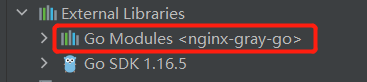 External Libraries
Go Modules <nginx-gray-go>
Go SDK 1.16.5